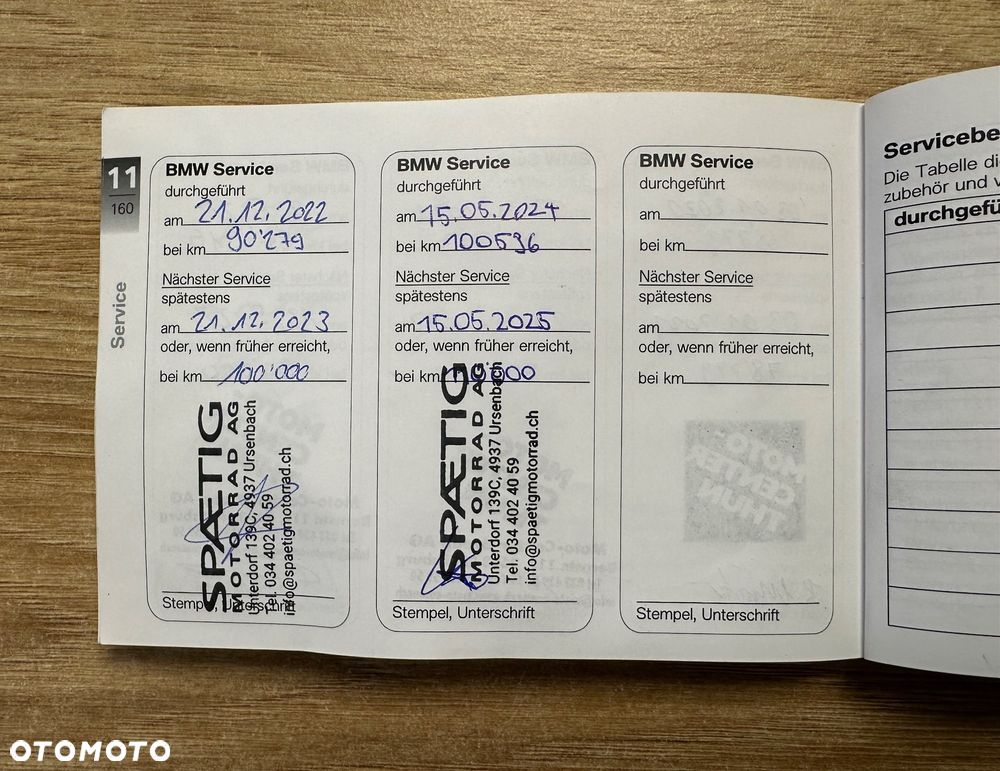 11
160
Service
BMW Service
durchgeführt
am 21.12.2022
bei km 90'279
Nächster Service
spätestens
am 21.12.2023
oder, wenn früher erreicht,
bei km 100'000
SPÆTIG
MOTORRAD AG
Unterdorf 139C, 4937 Ursenbach
Tel. 034 402 40 59
info@spaetigmotorrad.ch
Stempel, Unterschrift
BMW Service
durchgeführt
am 15.05.2024
bei km 100536
Nächster Service
spätestens
am 15.05.2025
oder, wenn früher erreicht,
bei km
SPÆTIG
MOTORRAD AG
Unterdorf 139C, 4937 Ursenbach
Tel. 034 402 40 59
info@spaetigmotorrad.ch
Stempel, Unterschrift
BMW Service
durchgeführt
am
bei km
Nächster Service
spätestens
am
oder, wenn früher erreicht,
bei km
Stempel, Unterschrift
Servicebe
Die Tabelle di
zubehör und v
durchgefü
OTOMOTO